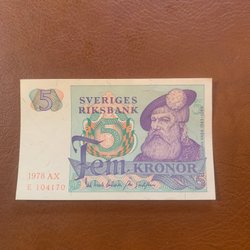 5
SVERIGES
RIKSBANK
5
Fem KRONOR
1978 AX
E 104170
5